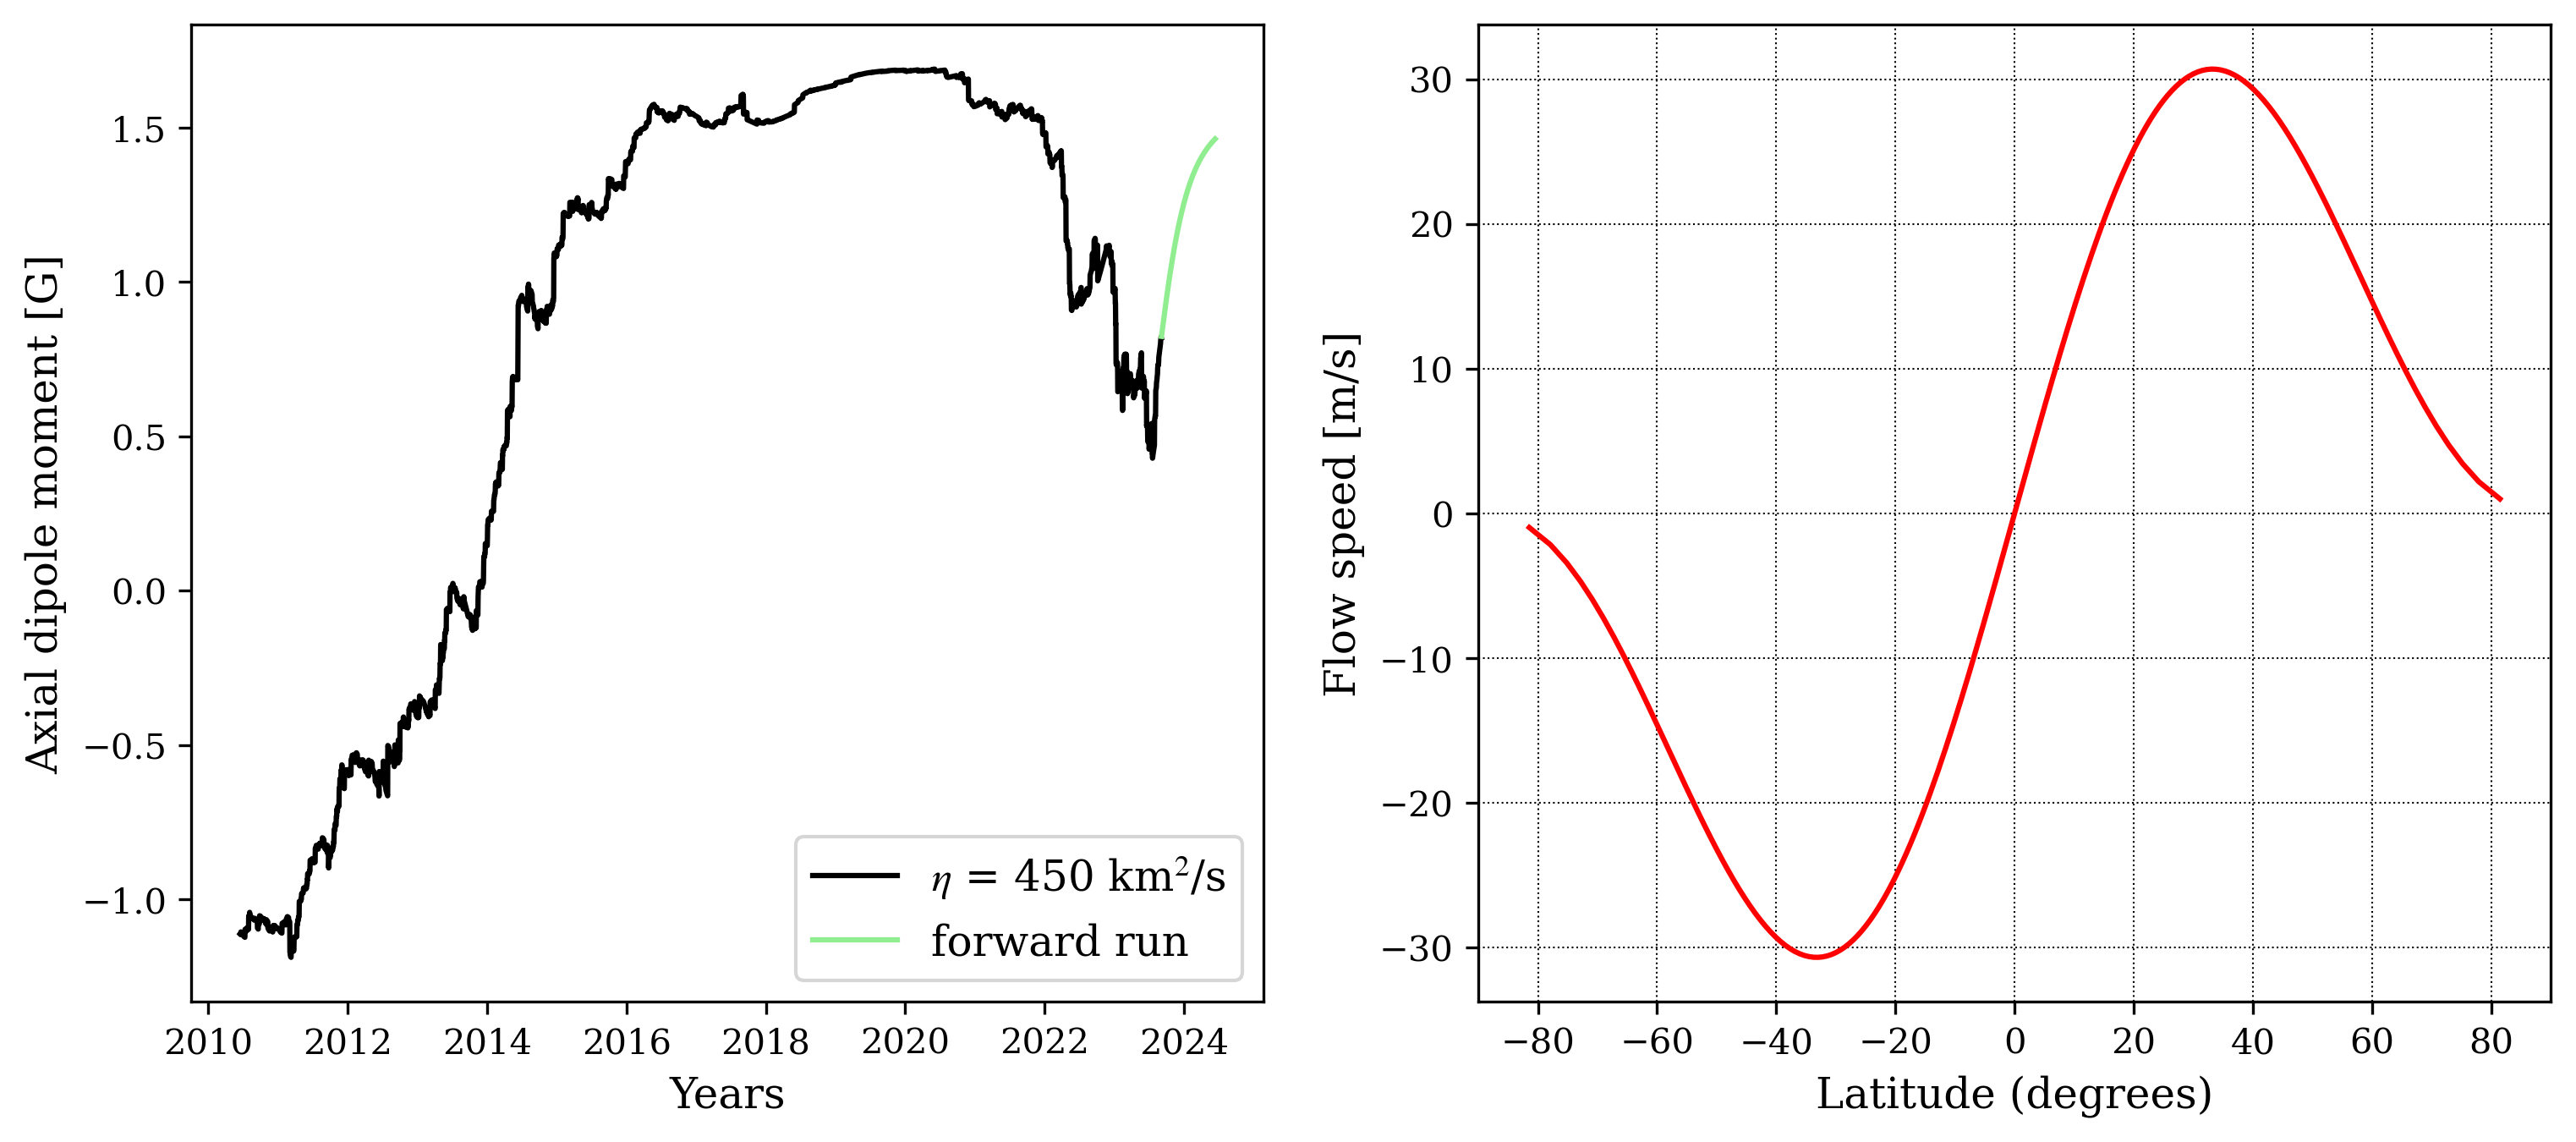 Axial dipole moment [G]
1.5
1.0
0.5
0.0
−0.5
−1.0
η = 450 km²/s
forward run
2010 2012 2014 2016 2018 2020 2022 2024
Years
Flow speed [m/s]
30
20
10
0
−10
−20
−30
−80 −60 −40 −20 0 20 40 60 80
Latitude (degrees)